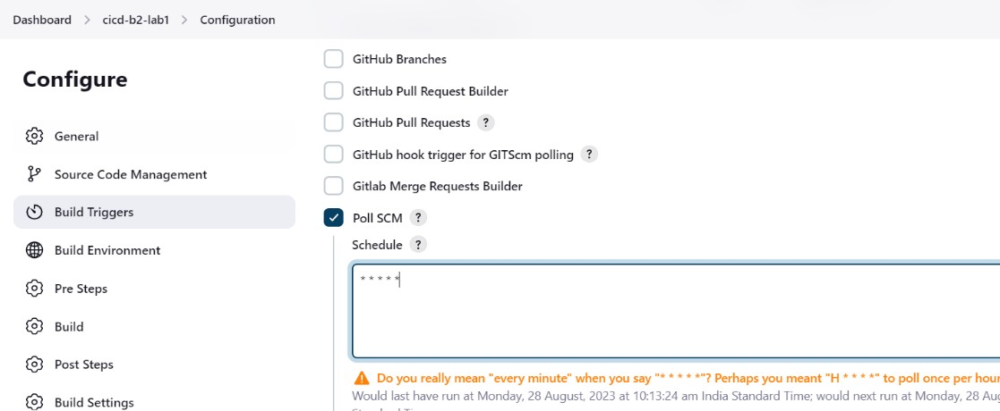 Dashboard > cicd-b2-lab1 > Configuration
Configure
General
Source Code Management
Build Triggers
Build Environment
Pre Steps
Build
Post Steps
Build Settings
GitHub Branches
GitHub Pull Request Builder
GitHub Pull Requests ?
GitHub hook trigger for GITScm polling ?
Gitlab Merge Requests Builder
Poll SCM ?
Schedule ?
* * * * *
Do you really mean "every minute" when you say "* * * * *"? Perhaps you meant "H * * * *" to poll once per hour
Would last have run at Monday, 28 August, 2023 at 10:13:24 am India Standard Time; would next run at Monday, 28